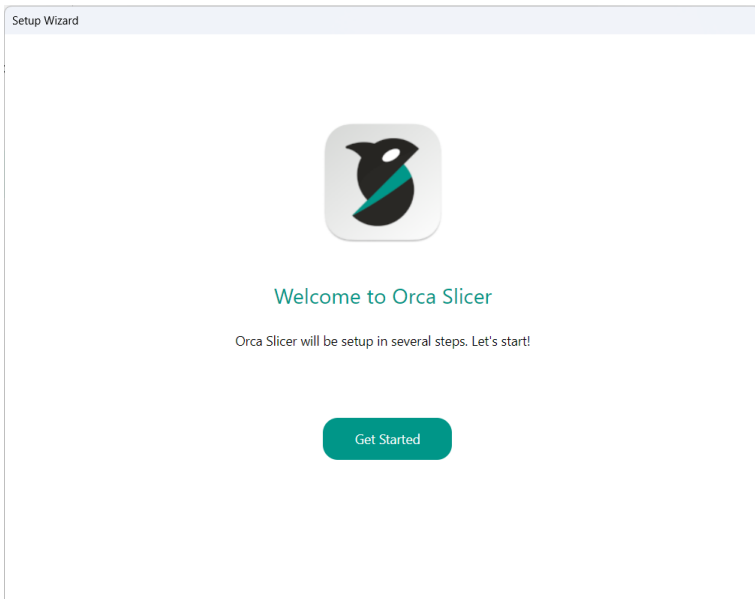 Setup Wizard
Welcome to Orca Slicer
Orca Slicer will be setup in several steps. Let's start!
Get Started